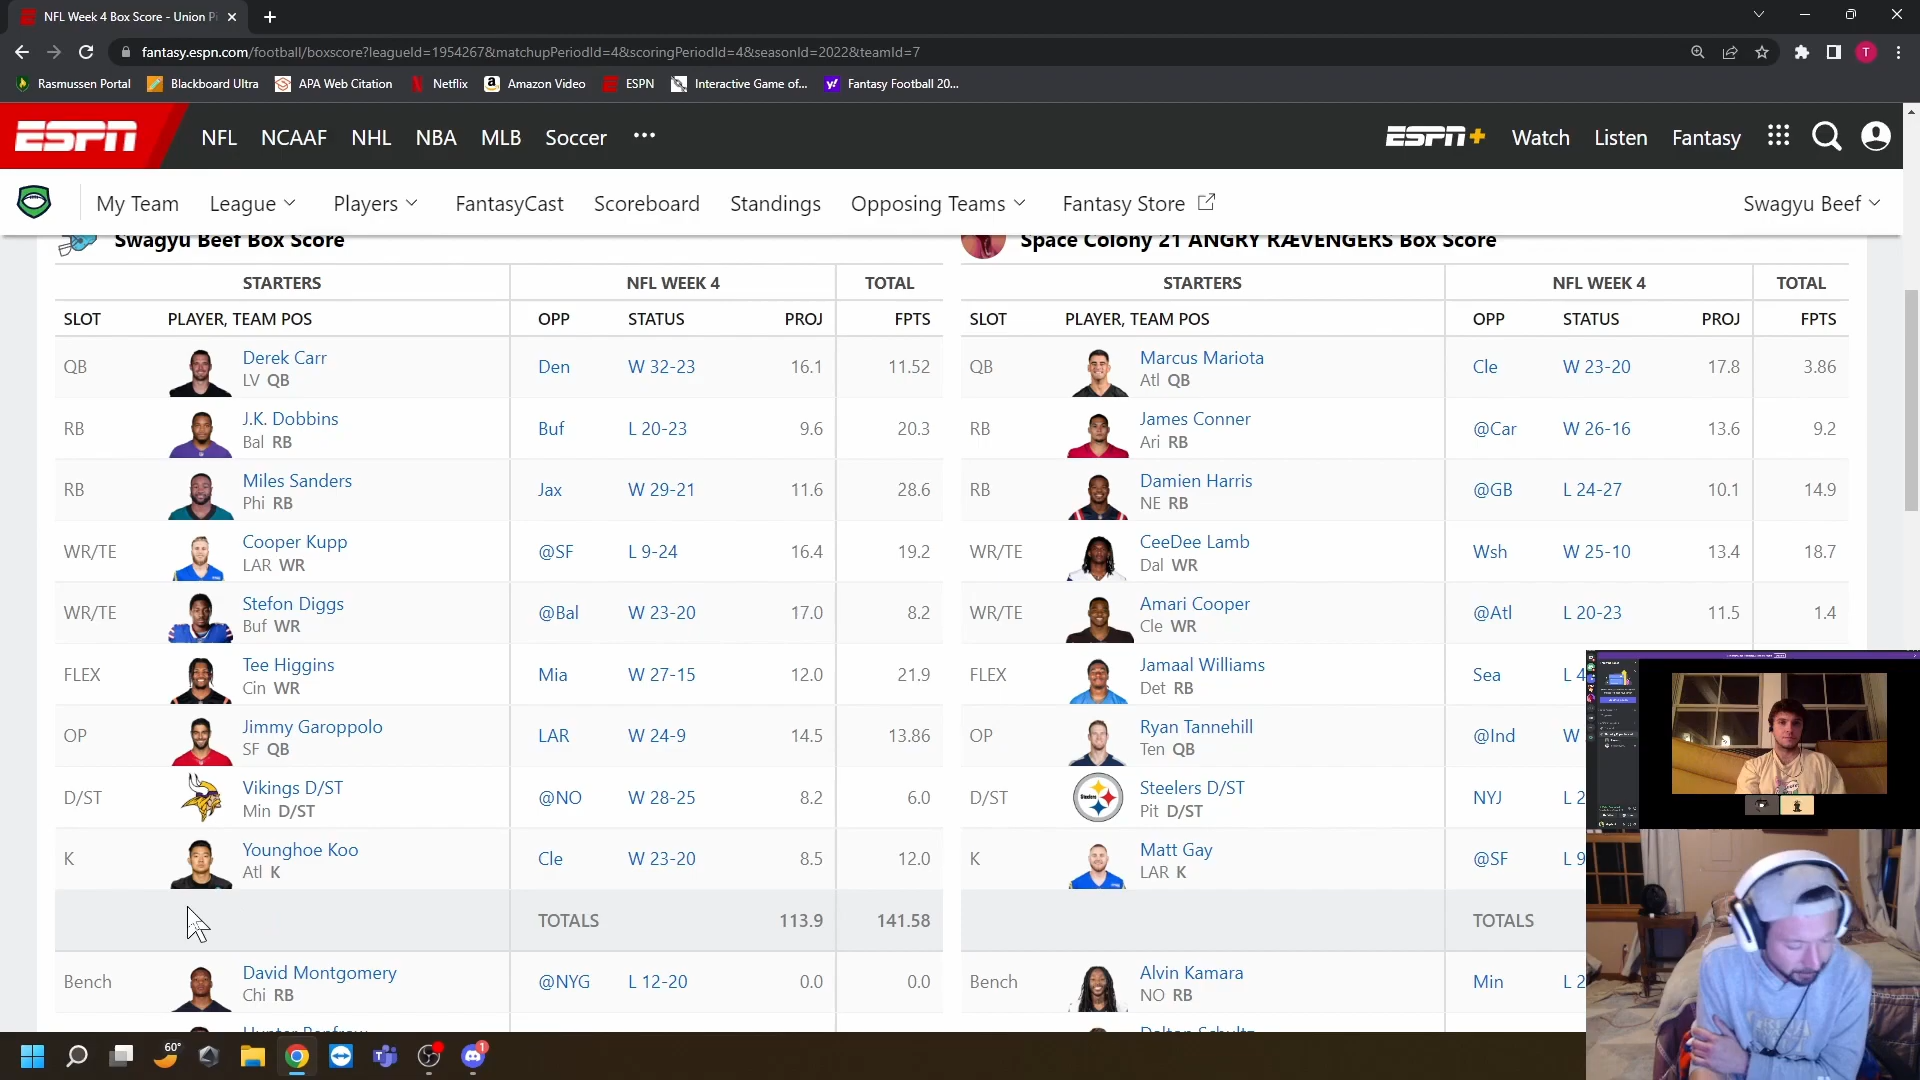 NFL Week 4 Box Score - Union Pi
fantasy.espn.com/football/boxscore?leagueId=1954267&matchupPeriodId=4&scoringPeriodId=4&seasonId=2022&teamId=7
T
Rasmussen Portal Blackboard Ultra APA Web Citation Netflix Amazon Video ESPN Interactive Game of... Fantasy Football 20...
ESPN NFL NCAAF NHL NBA MLB Soccer ESPN+ Watch Listen Fantasy
My Team League Players FantasyCast Scoreboard Standings Opposing Teams Fantasy Store Swagyu Beef
Swagyu Beef Box Score Space Colony 21 ANGRY RÆVENGERS Box Score
STARTERS NFL WEEK 4 TOTAL STARTERS NFL WEEK 4 TOTAL
SLOT PLAYER, TEAM POS OPP STATUS PROJ FPTS SLOT PLAYER, TEAM POS OPP STATUS PROJ FPTS
QB Derek Carr LV QB Den W 32-23 16.1 11.52 QB Marcus Mariota Atl QB Cle W 23-20 17.8 3.86
RB J.K. Dobbins Bal RB Buf L 20-23 9.6 20.3 RB James Conner Ari RB @Car W 26-16 13.6 9.2
RB Miles Sanders Phi RB Jax W 29-21 11.6 28.6 RB Damien Harris NE RB @GB L 24-27 10.1 14.9
WR/TE Cooper Kupp LAR WR @SF L 9-24 16.4 19.2 WR/TE CeeDee Lamb Dal WR Wsh W 25-10 13.4 18.7
WR/TE Stefon Diggs Buf WR @Bal W 23-20 17.0 8.2 WR/TE Amari Cooper Cle WR @Atl L 20-23 11.5 1.4
FLEX Tee Higgins Cin WR Mia W 27-15 12.0 21.9 FLEX Jamaal Williams Det RB Sea L 4
OP Jimmy Garoppolo SF QB LAR W 24-9 14.5 13.86 OP Ryan Tannehill Ten QB @Ind W
D/ST Vikings D/ST Min D/ST @NO W 28-25 8.2 6.0 D/ST Steelers D/ST Pit D/ST NYJ L 2
K Younghoe Koo Atl K Cle W 23-20 8.5 12.0 K Matt Gay LAR K @SF L 9
TOTALS 113.9 141.58 TOTALS
Bench David Montgomery Chi RB @NYG L 12-20 0.0 0.0 Bench Alvin Kamara NO RB Min L 2
60° 1